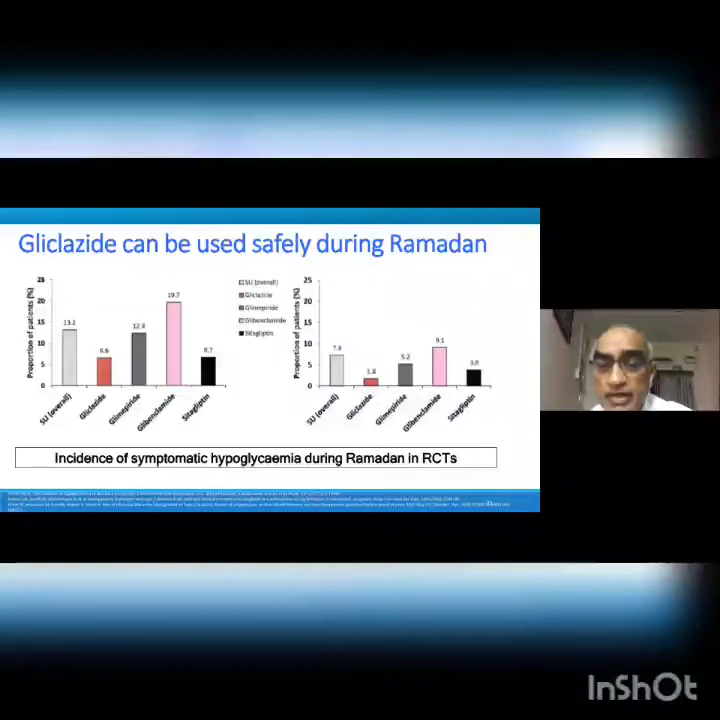 Gliclazide can be used safely during Ramadan
Proportion of patients (%)
25
20
15
10
5
0
13.2
6.6
12.9
19.7
6.7
SU (overall)
Gliclazide
Glimepiride
Glibenclamide
Sitagliptin
SU (overall)
Gliclazide
Glimepiride
Glibenclamide
Sitagliptin
Proportion of patients (%)
25
20
15
10
5
0
7.3
1.8
5.2
9.1
3.8
SU (overall)
Gliclazide
Glimepiride
Glibenclamide
Sitagliptin
Incidence of symptomatic hypoglycaemia during Ramadan in RCTs
InShOt